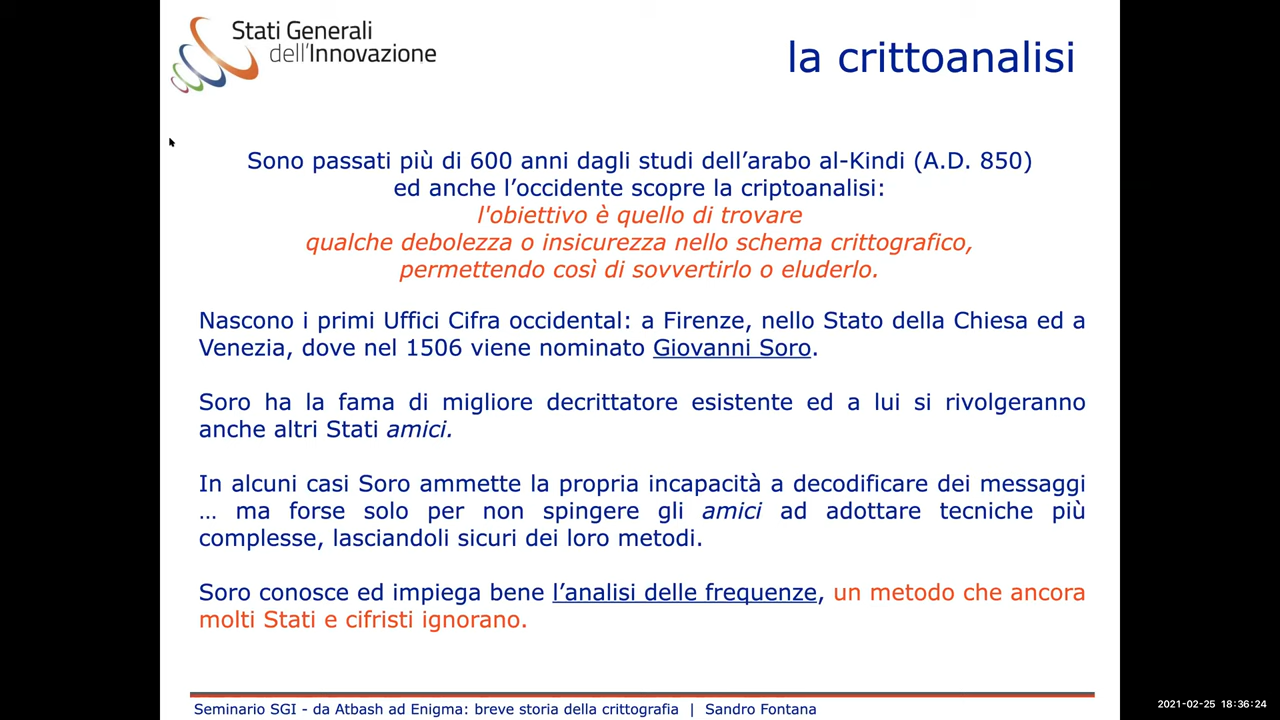 Stati Generali
dell'Innovazione
la crittoanalisi
Sono passati più di 600 anni dagli studi dell’arabo al-Kindi (A.D. 850)
ed anche l’occidente scopre la criptoanalisi:
l'obiettivo è quello di trovare
qualche debolezza o insicurezza nello schema crittografico,
permettendo così di sovvertirlo o eluderlo.
Nascono i primi Uffici Cifra occidental: a Firenze, nello Stato della Chiesa ed a
Venezia, dove nel 1506 viene nominato Giovanni Soro.
Soro ha la fama di migliore decrittatore esistente ed a lui si rivolgeranno
anche altri Stati amici.
In alcuni casi Soro ammette la propria incapacità a decodificare dei messaggi
… ma forse solo per non spingere gli amici ad adottare tecniche più
complesse, lasciandoli sicuri dei loro metodi.
Soro conosce ed impiega bene l’analisi delle frequenze, un metodo che ancora
molti Stati e cifristi ignorano.
Seminario SGI - da Atbash ad Enigma: breve storia della crittografia | Sandro Fontana
2021-02-25 18:36:24